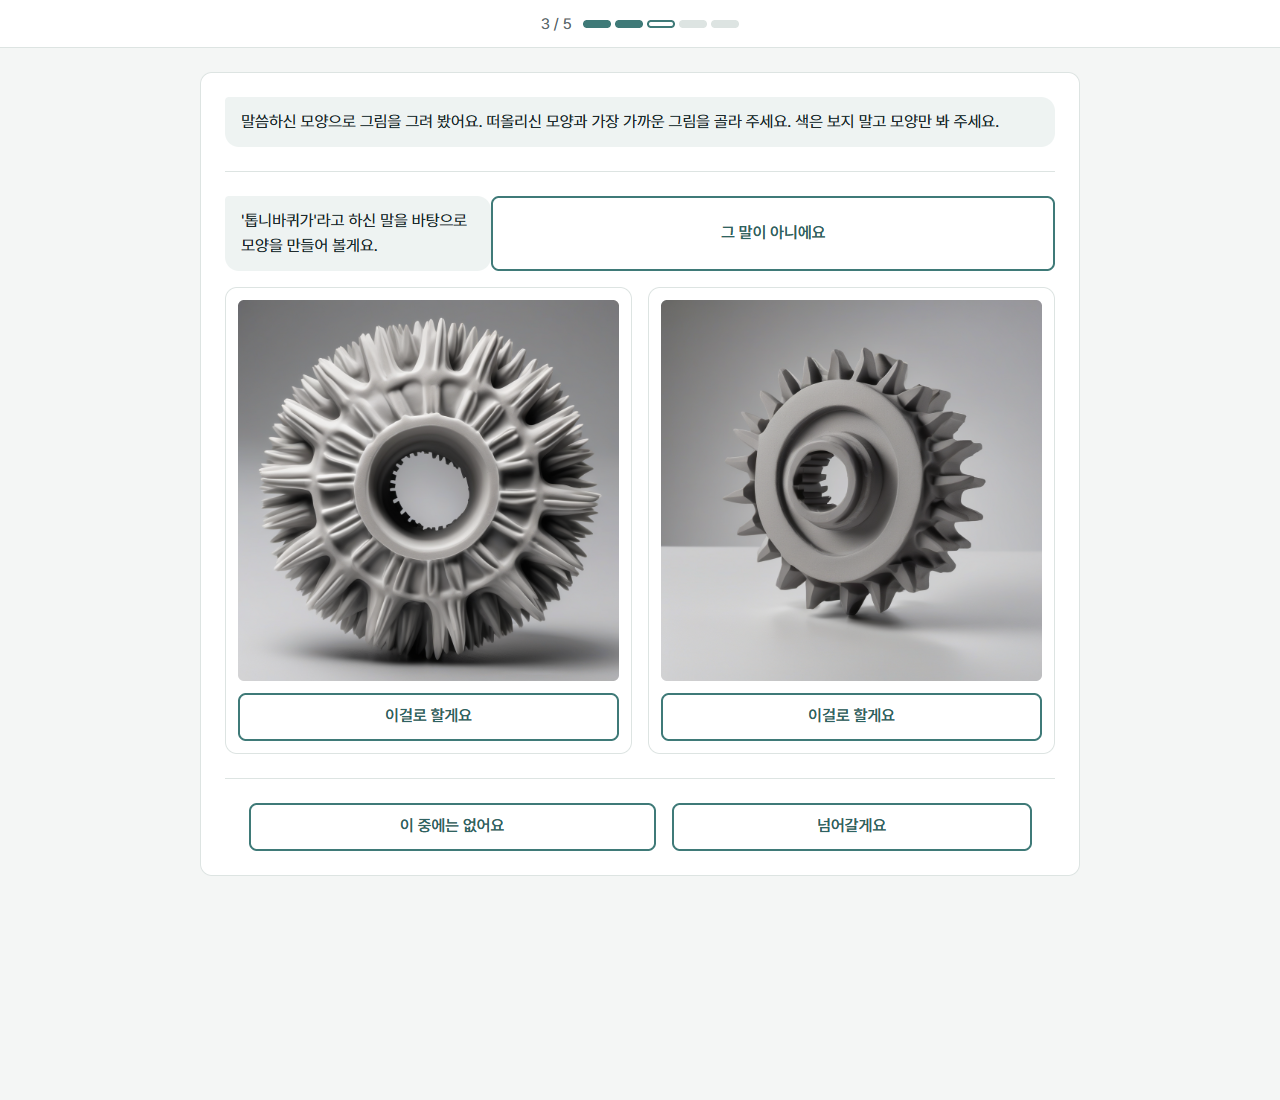 3 / 5
말씀하신 모양으로 그림을 그려 봤어요. 떠올리신 모양과 가장 가까운 그림을 골라 주세요. 색은 보지 말고 모양만 봐 주세요.
'톱니바퀴가'라고 하신 말을 바탕으로
모양을 만들어 볼게요.
그 말이 아니에요
이걸로 할게요
이걸로 할게요
이 중에는 없어요
넘어갈게요